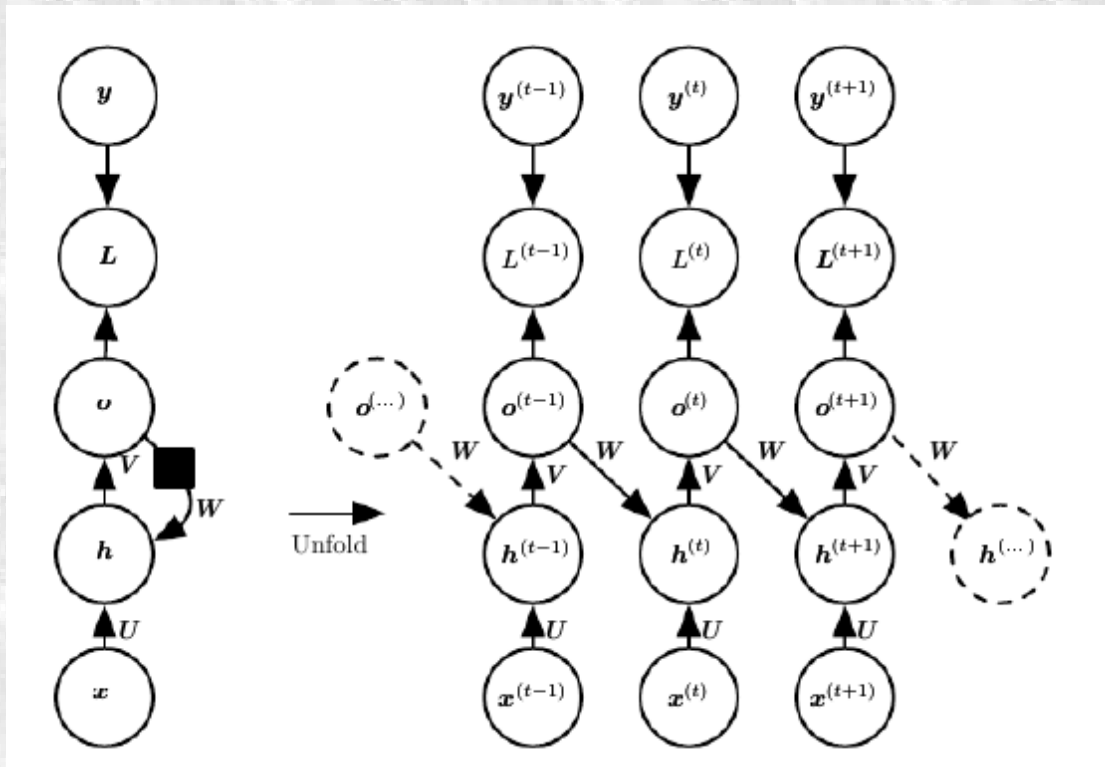 y y(t−1) y(t) y(t+1)
L L(t−1) L(t) L(t+1)
o o(...) o(t−1) o(t) o(t+1)
W W W W
V V V V
W
h Unfold h(t−1) h(t) h(t+1) h(...)
U U U U
x x(t−1) x(t) x(t+1)